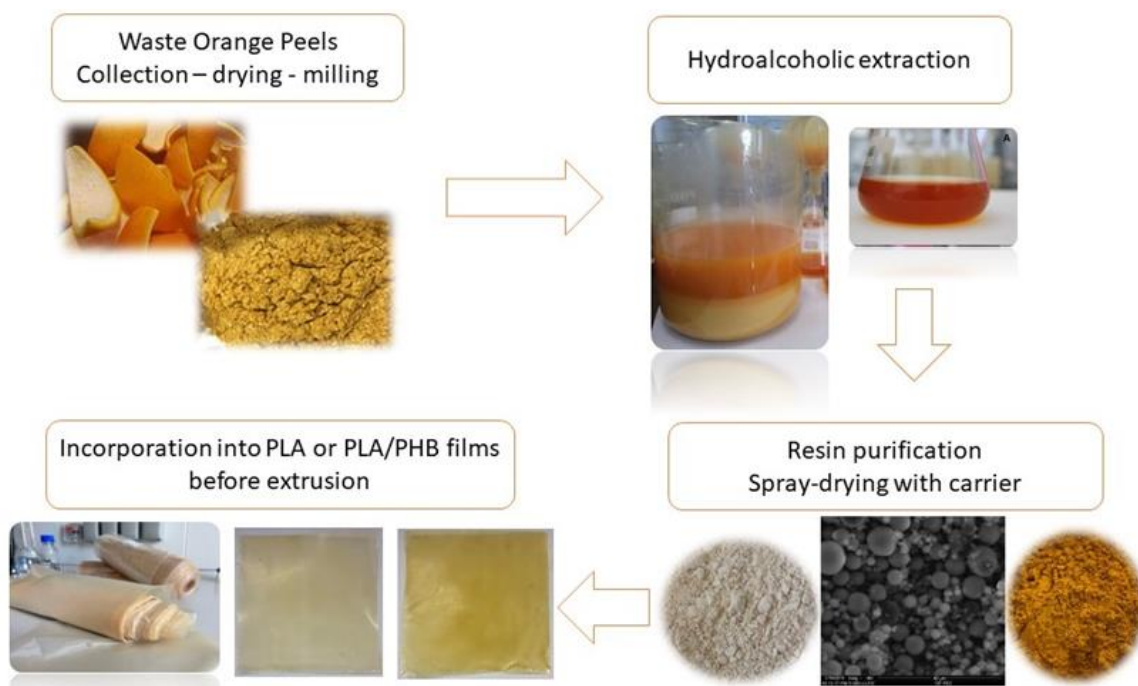 Waste Orange Peels
Collection – drying - milling
Hydroalcoholic extraction
A
Incorporation into PLA or PLA/PHB films
before extrusion
Resin purification
Spray-drying with carrier